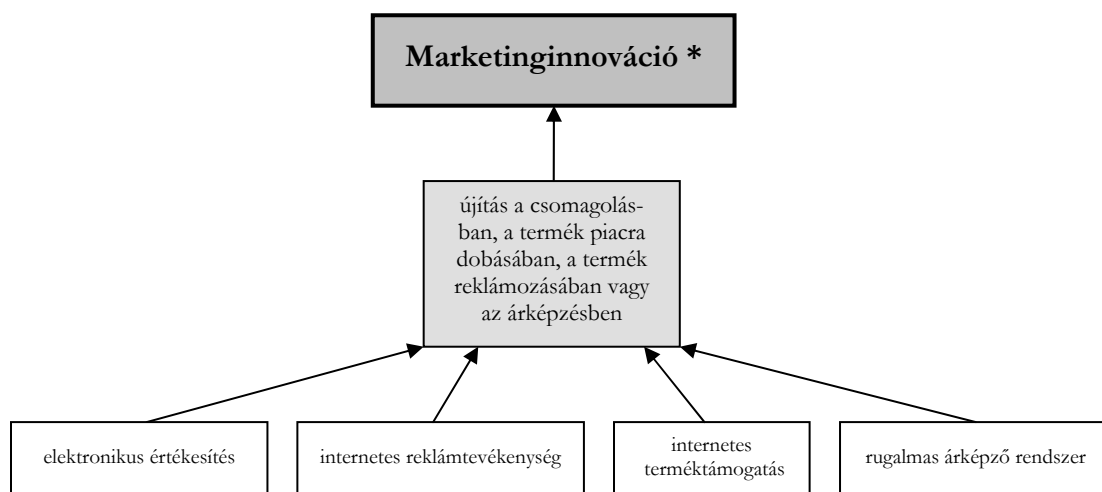 Marketinginnováció *
újítás a csomagolás-
ban, a termék piacra
dobásában, a termék
reklámozásában vagy
az árképzésben
elektronikus értékesítés
internetes reklámtevékenység
internetes
terméktámogatás
rugalmas árképző rendszer